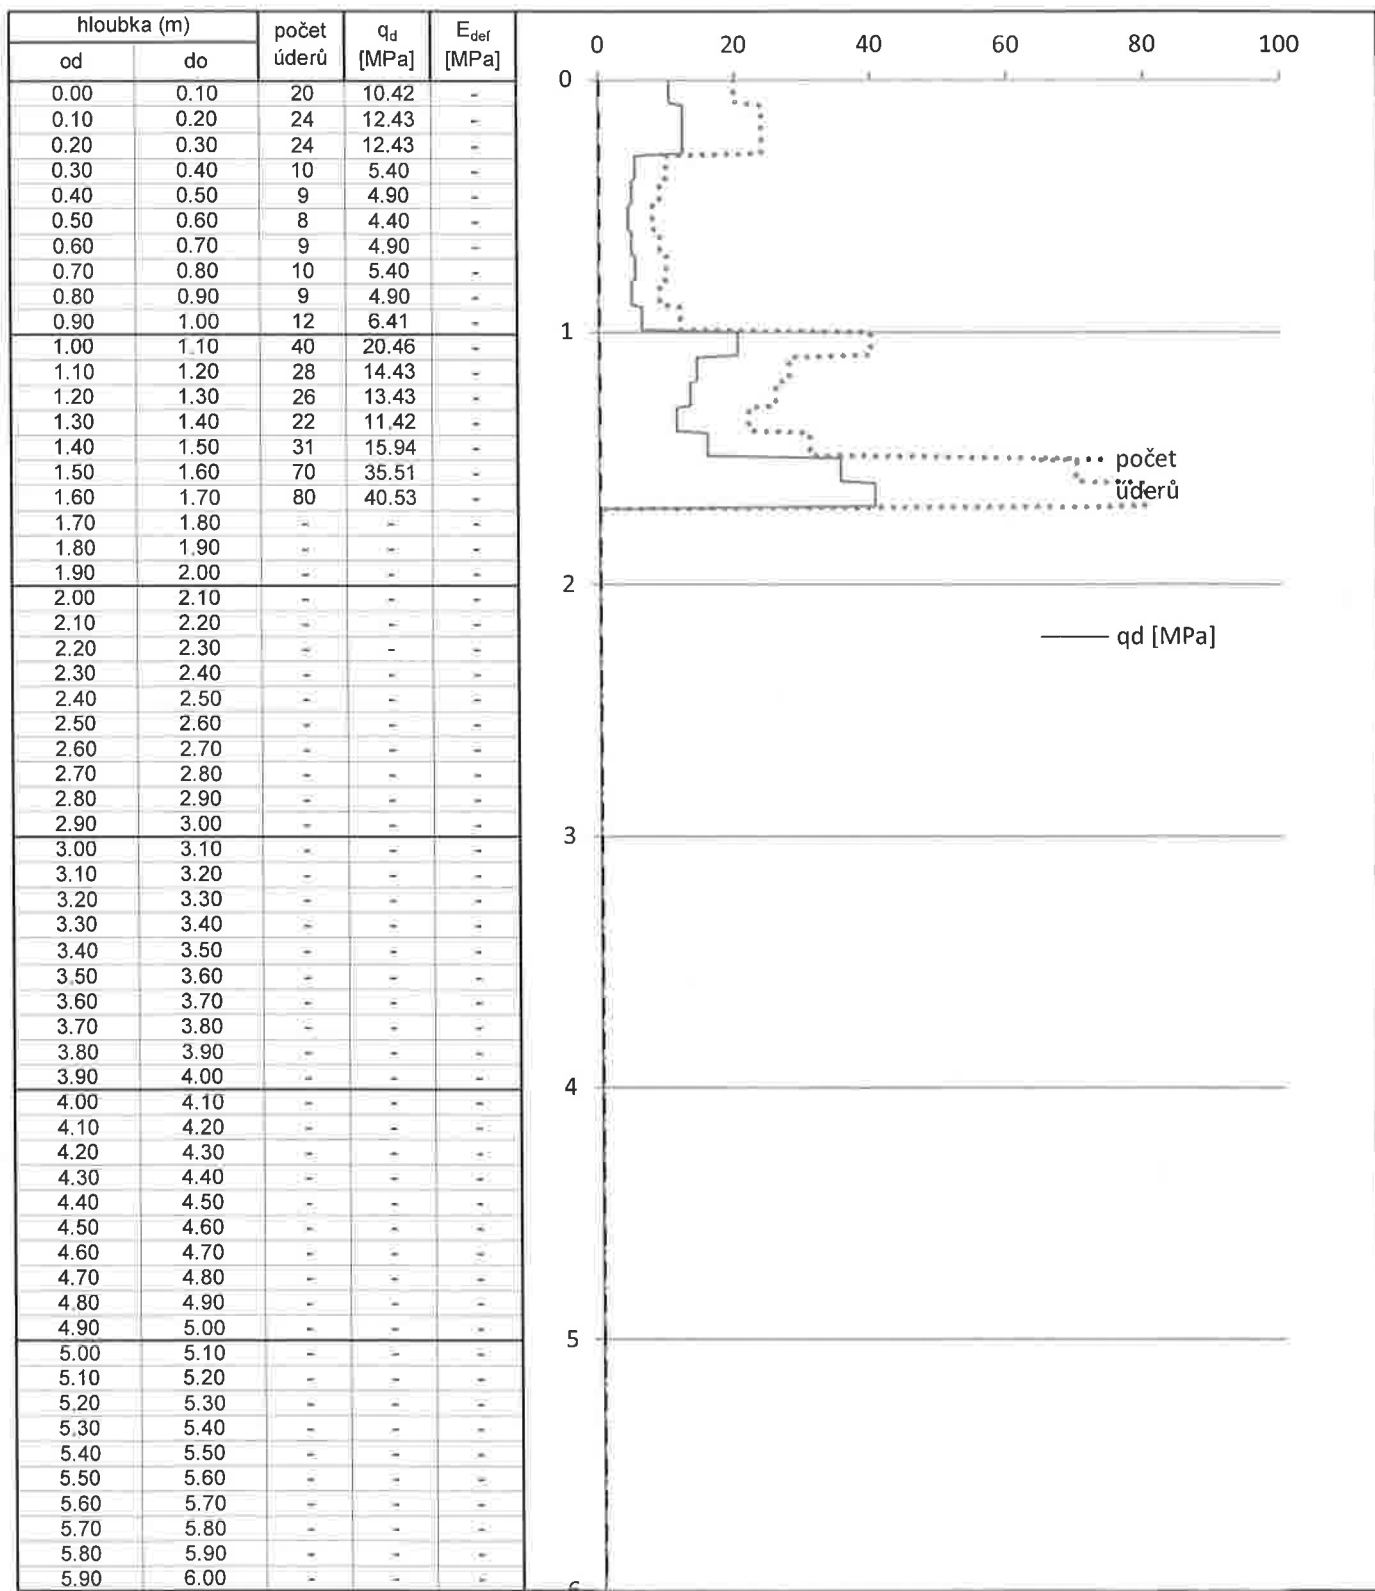 hloubka (m) počet úderů qd [MPa] Edef [MPa]
od do
0.00 0.10 20 10.42 -
0.10 0.20 24 12.43 -
0.20 0.30 24 12.43 -
0.30 0.40 10 5.40 -
0.40 0.50 9 4.90 -
0.50 0.60 8 4.40 -
0.60 0.70 9 4.90 -
0.70 0.80 10 5.40 -
0.80 0.90 9 4.90 -
0.90 1.00 12 6.41 -
1.00 1.10 40 20.46 -
1.10 1.20 28 14.43 -
1.20 1.30 26 13.43 -
1.30 1.40 22 11.42 -
1.40 1.50 31 15.94 -
1.50 1.60 70 35.51 -
1.60 1.70 80 40.53 -
1.70 1.80 - - -
1.80 1.90 - - -
1.90 2.00 - - -
2.00 2.10 - - -
2.10 2.20 - - -
2.20 2.30 - - -
2.30 2.40 - - -
2.40 2.50 - - -
2.50 2.60 - - -
2.60 2.70 - - -
2.70 2.80 - - -
2.80 2.90 - - -
2.90 3.00 - - -
3.00 3.10 - - -
3.10 3.20 - - -
3.20 3.30 - - -
3.30 3.40 - - -
3.40 3.50 - - -
3.50 3.60 - - -
3.60 3.70 - - -
3.70 3.80 - - -
3.80 3.90 - - -
3.90 4.00 - - -
4.00 4.10 - - -
4.10 4.20 - - -
4.20 4.30 - - -
4.30 4.40 - - -
4.40 4.50 - - -
4.50 4.60 - - -
4.60 4.70 - - -
4.70 4.80 - - -
4.80 4.90 - - -
4.90 5.00 - - -
5.00 5.10 - - -
5.10 5.20 - - -
5.20 5.30 - - -
5.30 5.40 - - -
5.40 5.50 - - -
5.50 5.60 - - -
5.60 5.70 - - -
5.70 5.80 - - -
5.80 5.90 - - -
5.90 6.00 - - -
0 20 40 60 80 100
0
1
počet
úderů
2
qd [MPa]
3
4
5
6